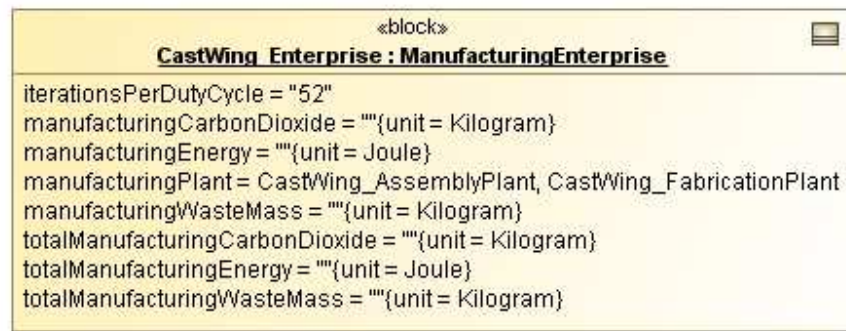 «block»
CastWing_Enterprise : ManufacturingEnterprise
iterationsPerDutyCycle = "52"
manufacturingCarbonDioxide = ""{unit = Kilogram}
manufacturingEnergy = ""{unit = Joule}
manufacturingPlant = CastWing_AssemblyPlant, CastWing_FabricationPlant
manufacturingWasteMass = ""{unit = Kilogram}
totalManufacturingCarbonDioxide = ""{unit = Kilogram}
totalManufacturingEnergy = ""{unit = Joule}
totalManufacturingWasteMass = ""{unit = Kilogram}